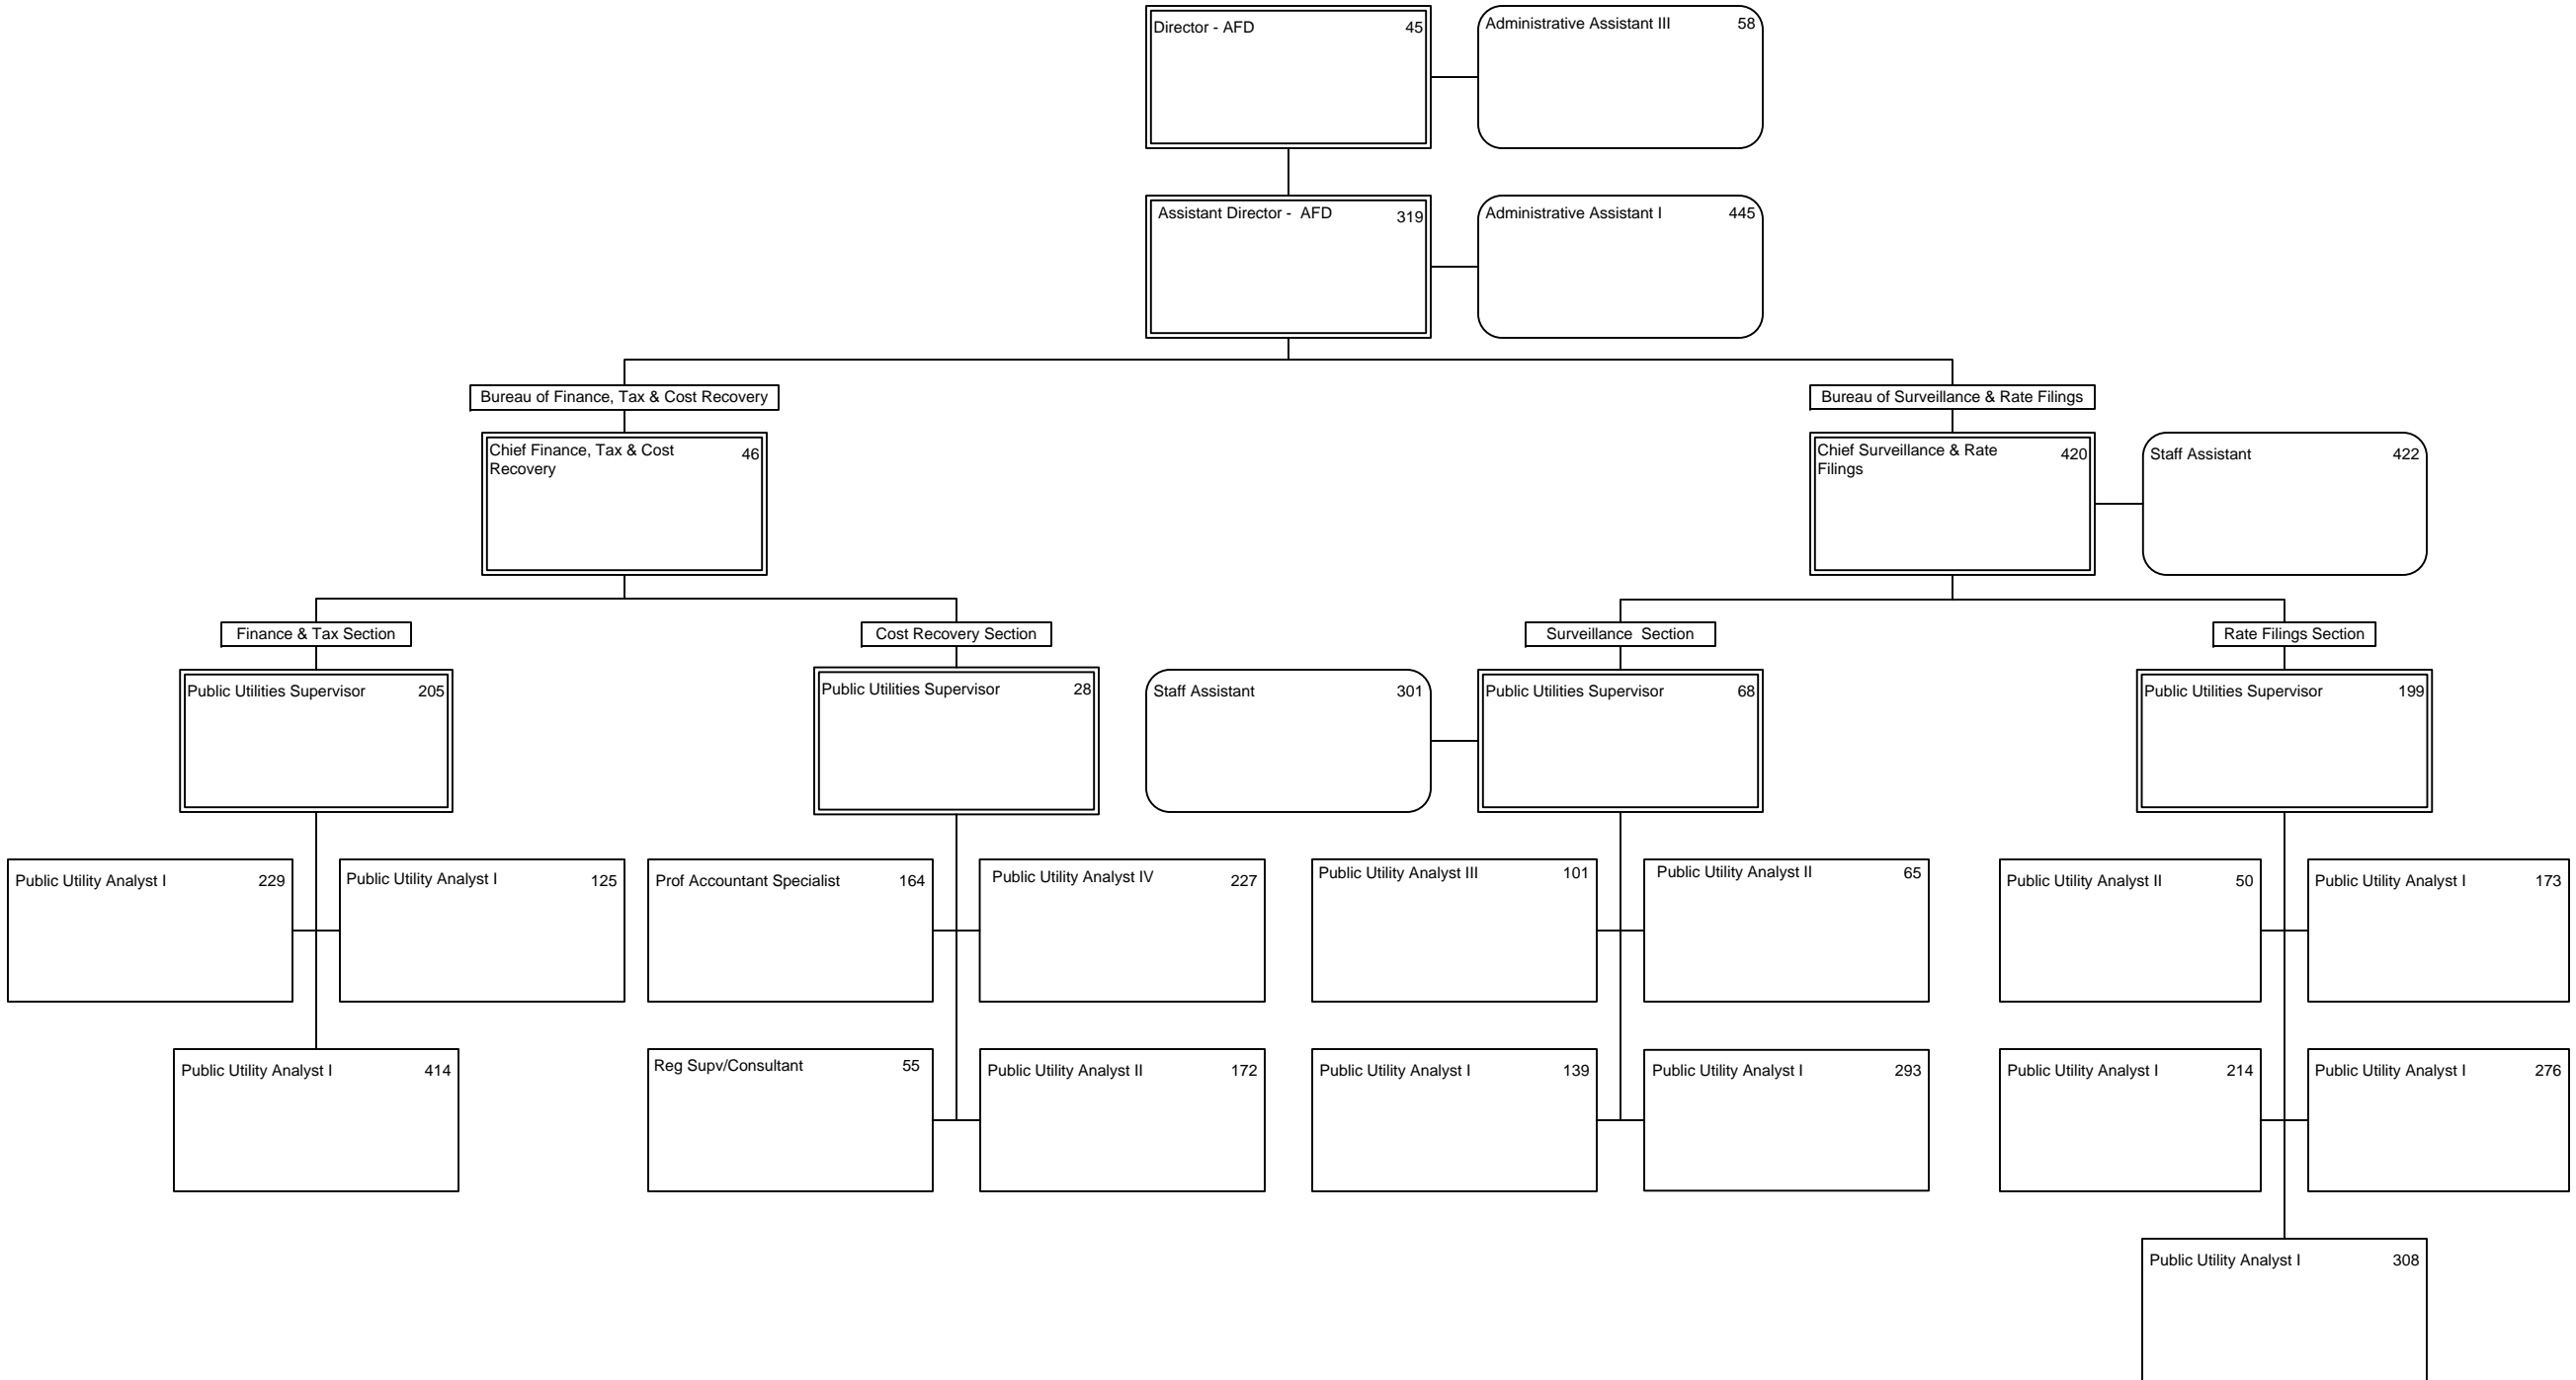 Director - AFD 45
Administrative Assistant III 58
Assistant Director -  AFD 319
Administrative Assistant I 445
Bureau of Finance, Tax & Cost Recovery
Bureau of Surveillance & Rate Filings
Chief Finance, Tax & Cost 46
Recovery
Chief Surveillance & Rate 420
Filings
Staff Assistant 422
Finance & Tax Section
Cost Recovery Section
Surveillance  Section
Rate Filings Section
Public Utilities Supervisor 205
Public Utilities Supervisor 28
Staff Assistant 301
Public Utilities Supervisor 68
Public Utilities Supervisor 199
Public Utility Analyst I 229
Public Utility Analyst I 125
Prof Accountant Specialist 164
Public Utility Analyst IV 227
Public Utility Analyst III 101
Public Utility Analyst II 65
Public Utility Analyst II 50
Public Utility Analyst I 173
Public Utility Analyst I 414
Reg Supv/Consultant 55
Public Utility Analyst II 172
Public Utility Analyst I 139
Public Utility Analyst I 293
Public Utility Analyst I 214
Public Utility Analyst I 276
Public Utility Analyst I 308